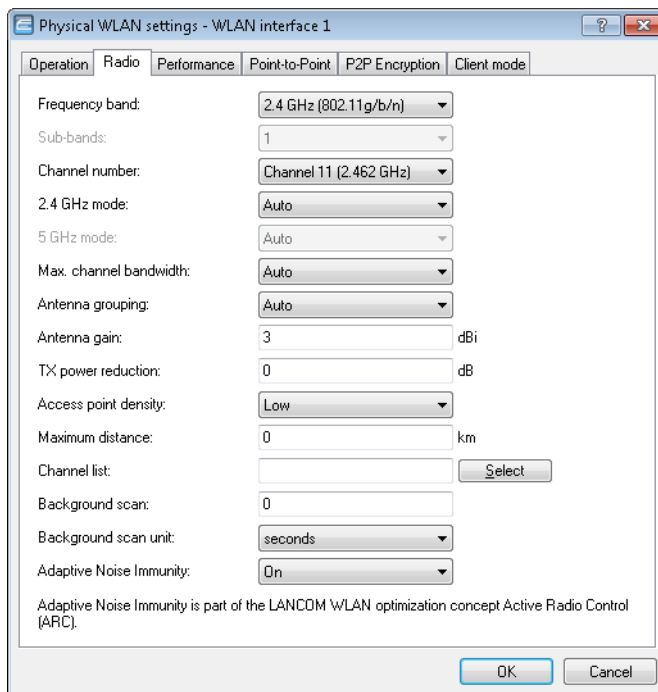 Physical WLAN settings - WLAN interface 1
Operation Radio Performance Point-to-Point P2P Encryption Client mode
Frequency band: 2.4 GHz (802.11g/b/n)
Sub-bands: 1
Channel number: Channel 11 (2.462 GHz)
2.4 GHz mode: Auto
5 GHz mode: Auto
Max. channel bandwidth: Auto
Antenna grouping: Auto
Antenna gain: 3 dBi
TX power reduction: 0 dB
Access point density: Low
Maximum distance: 0 km
Channel list: Select
Background scan: 0
Background scan unit: seconds
Adaptive Noise Immunity: On
Adaptive Noise Immunity is part of the LANCOM WLAN optimization concept Active Radio Control
(ARC).
OK Cancel